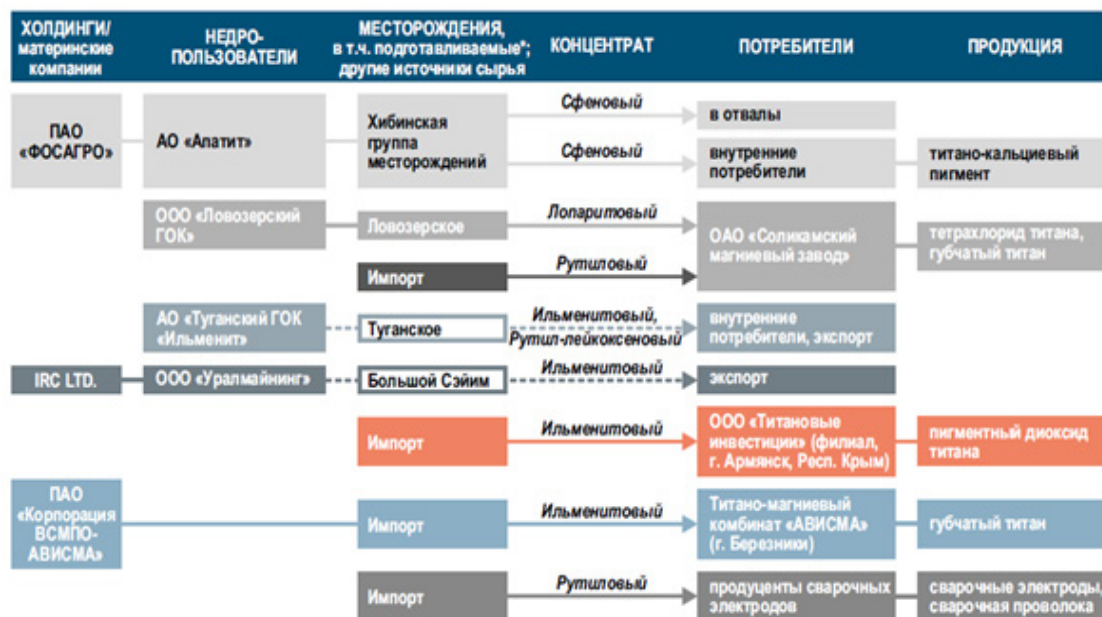 ХОЛДИНГИ/
материнские
компании
НЕДРО-
ПОЛЬЗОВАТЕЛИ
МЕСТОРОЖДЕНИЯ,
в т.ч. подготавливаемые*;
другие источники сырья
КОНЦЕНТРАТ
ПОТРЕБИТЕЛИ
ПРОДУКЦИЯ
ПАО
«ФОСАГРО»
АО «Апатит»
Хибинская
группа
месторождений
Сфеновый
в отвалы
Сфеновый
внутренние
потребители
титано-кальциевый
пигмент
ООО «Ловозерский
ГОК»
Ловозерское
Лопаритовый
ОАО «Соликамский
магниевый завод»
тетрахлорид титана,
губчатый титан
Импорт
Рутиловый
АО «Туганский ГОК
«Ильменит»
Туганское
Ильменитовый,
Рутил-лейкоксеновый
внутренние
потребители, экспорт
IRC LTD.
ООО «Уралмайнинг»
Большой Сэйим
Ильменитовый
экспорт
Импорт
Ильменитовый
ООО «Титановые
инвестиции» (филиал,
г. Армянск, Респ. Крым)
пигментный диоксид
титана
ПАО
«Корпорация
ВСМПО-
АВИСМА»
Импорт
Ильменитовый
Титано-магниевый
комбинат «АВИСМА»
(г. Березники)
губчатый титан
Импорт
Рутиловый
продуценты сварочных
электродов
сварочные электроды,
сварочная проволока